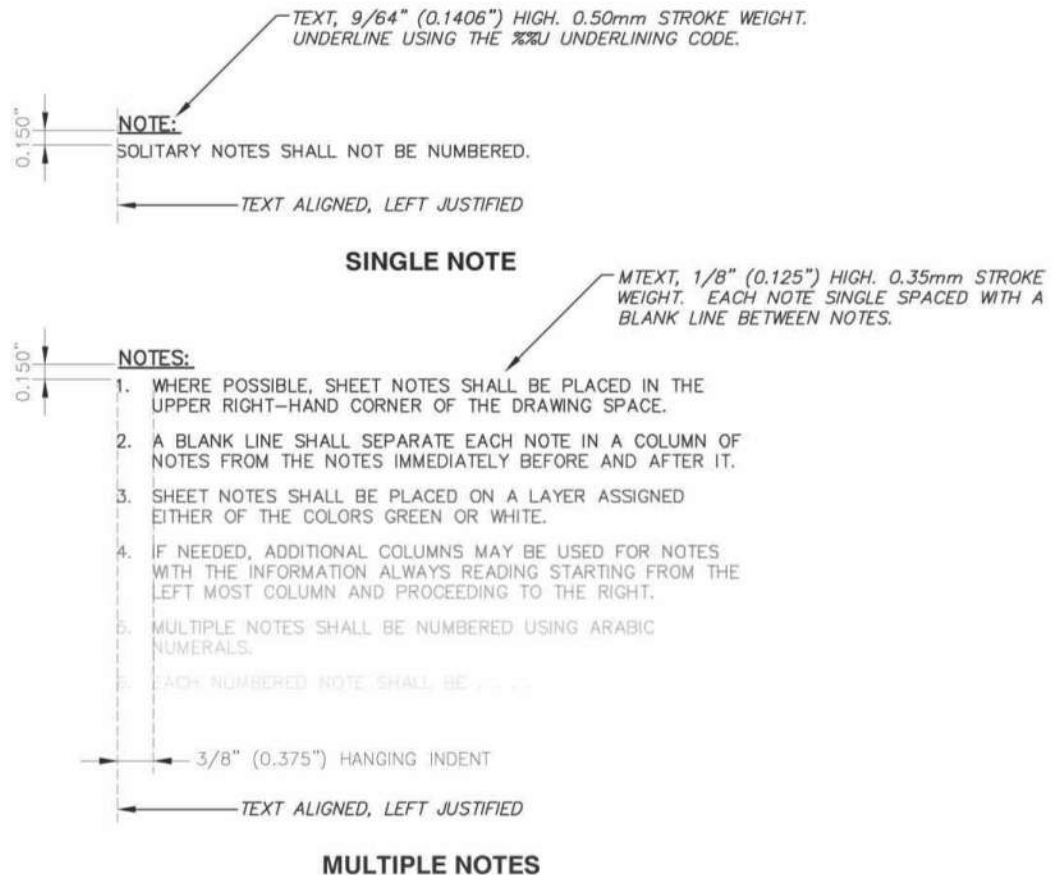 TEXT, 9/64" (0.1406") HIGH. 0.50mm STROKE WEIGHT.
UNDERLINE USING THE %%U UNDERLINING CODE.
0.150"
NOTE:
SOLITARY NOTES SHALL NOT BE NUMBERED.
TEXT ALIGNED, LEFT JUSTIFIED
SINGLE NOTE
MTEXT, 1/8" (0.125") HIGH. 0.35mm STROKE
WEIGHT. EACH NOTE SINGLE SPACED WITH A
BLANK LINE BETWEEN NOTES.
0.150"
NOTES:
1. WHERE POSSIBLE, SHEET NOTES SHALL BE PLACED IN THE
UPPER RIGHT-HAND CORNER OF THE DRAWING SPACE.
2. A BLANK LINE SHALL SEPARATE EACH NOTE IN A COLUMN OF
NOTES FROM THE NOTES IMMEDIATELY BEFORE AND AFTER IT.
3. SHEET NOTES SHALL BE PLACED ON A LAYER ASSIGNED
EITHER OF THE COLORS GREEN OR WHITE.
4. IF NEEDED, ADDITIONAL COLUMNS MAY BE USED FOR NOTES
WITH THE INFORMATION ALWAYS READING STARTING FROM THE
LEFT MOST COLUMN AND PROCEEDING TO THE RIGHT.
5. MULTIPLE NOTES SHALL BE NUMBERED USING ARABIC
NUMERALS.
6. EACH NUMBERED NOTE SHALL BE . . . .
3/8" (0.375") HANGING INDENT
TEXT ALIGNED, LEFT JUSTIFIED
MULTIPLE NOTES